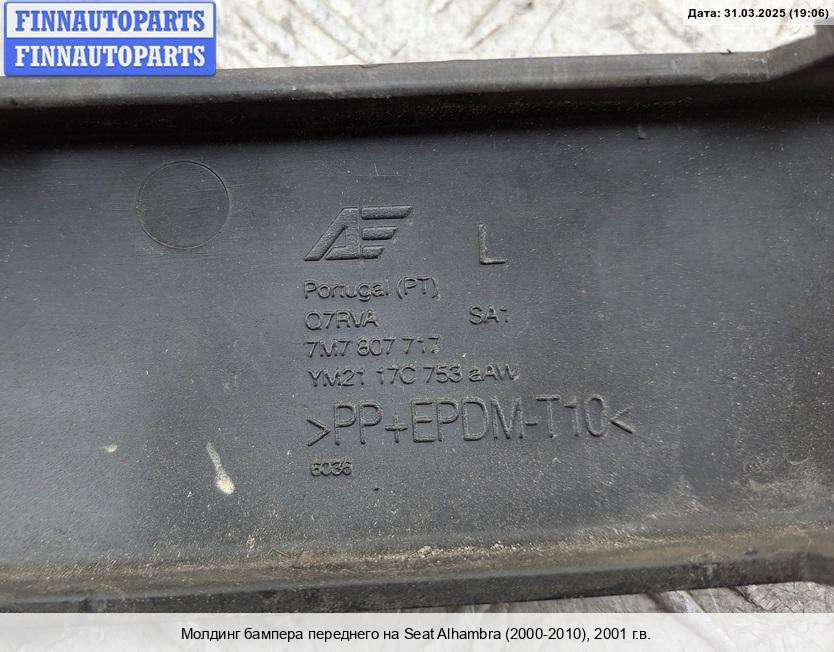 FINNAUTOPARTS
FINNAUTOPARTS
Дата: 31.03.2025 (19:06)
AE L
Portugal (PT)
Q7RVA SA1
7M7 807 717
YM21 17C 753 aAW
>PP+EPDM-T10<
6036
Молдинг бампера переднего на Seat Alhambra (2000-2010), 2001 г.в.